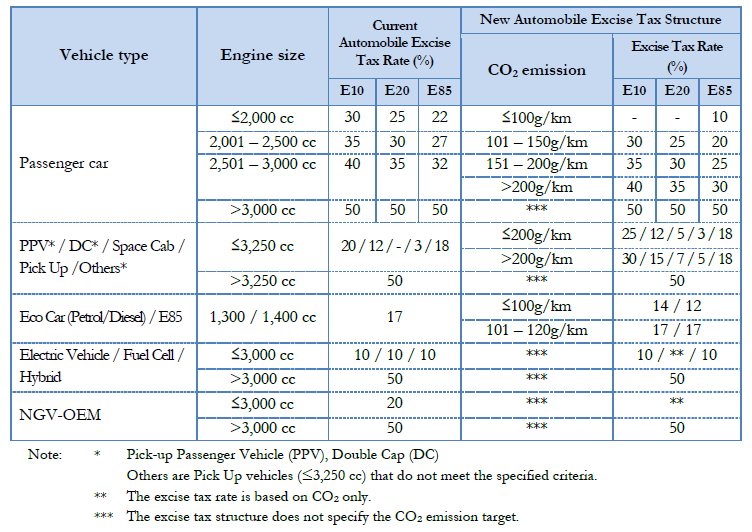 Vehicle type Engine size Current Automobile Excise Tax Rate (%) New Automobile Excise Tax Structure
CO₂ emission Excise Tax Rate (%)
E10 E20 E85 E10 E20 E85
Passenger car
≤2,000 cc 30 25 22 ≤100g/km - - 10
2,001 – 2,500 cc 35 30 27 101 – 150g/km 30 25 20
2,501 – 3,000 cc 40 35 32 151 – 200g/km 35 30 25
>200g/km 40 35 30
>3,000 cc 50 50 50 *** 50 50 50
PPV* / DC* / Space Cab /
Pick Up /Others*
≤3,250 cc 20 / 12 / - / 3 / 18 ≤200g/km 25 / 12 / 5 / 3 / 18
>200g/km 30 / 15 / 7 / 5 / 18
>3,250 cc 50 *** 50
Eco Car (Petrol/Diesel) / E85 1,300 / 1,400 cc 17 ≤100g/km 14 / 12
101 – 120g/km 17 / 17
Electric Vehicle / Fuel Cell /
Hybrid
≤3,000 cc 10 / 10 / 10 *** 10 / ** / 10
>3,000 cc 50 *** 50
NGV-OEM
≤3,000 cc 20 *** **
>3,000 cc 50 *** 50
Note: * Pick-up Passenger Vehicle (PPV), Double Cap (DC)
Others are Pick Up vehicles (≤3,250 cc) that do not meet the specified criteria.
** The excise tax rate is based on CO₂ only.
*** The excise tax structure does not specify the CO₂ emission target.